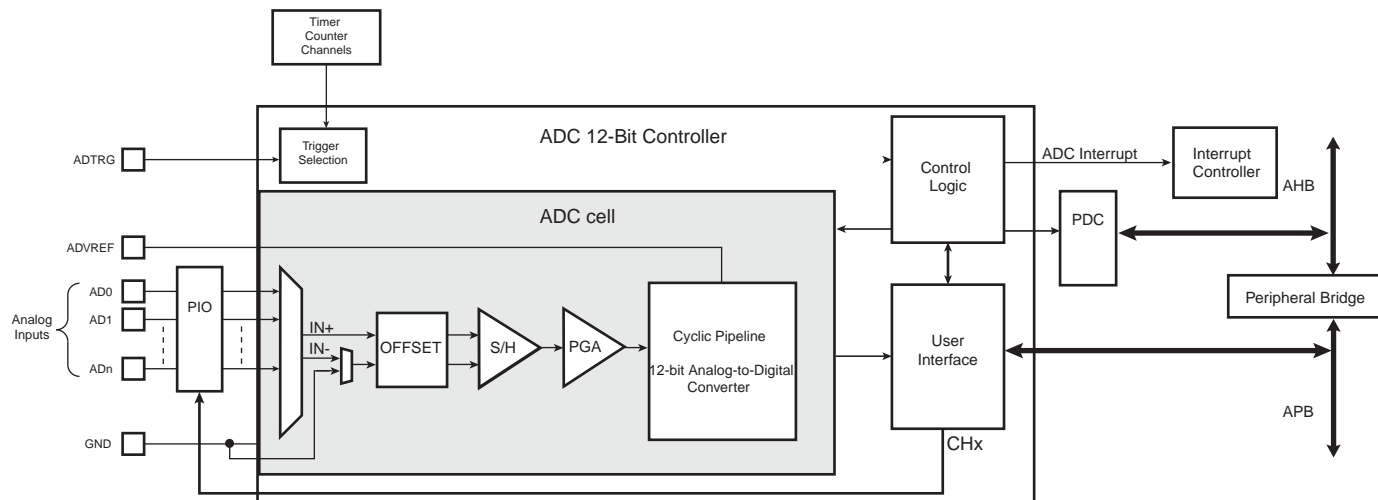 Timer
Counter
Channels
ADC 12-Bit Controller
Trigger
Selection
ADTRG
Control
Logic
ADC Interrupt
Interrupt
Controller
AHB
PDC
ADC cell
ADVREF
Analog
Inputs
AD0
AD1
ADn
PIO
IN+
IN-
OFFSET
S/H
PGA
Cyclic Pipeline
12-bit Analog-to-Digital
Converter
User
Interface
Peripheral Bridge
APB
GND
CHx